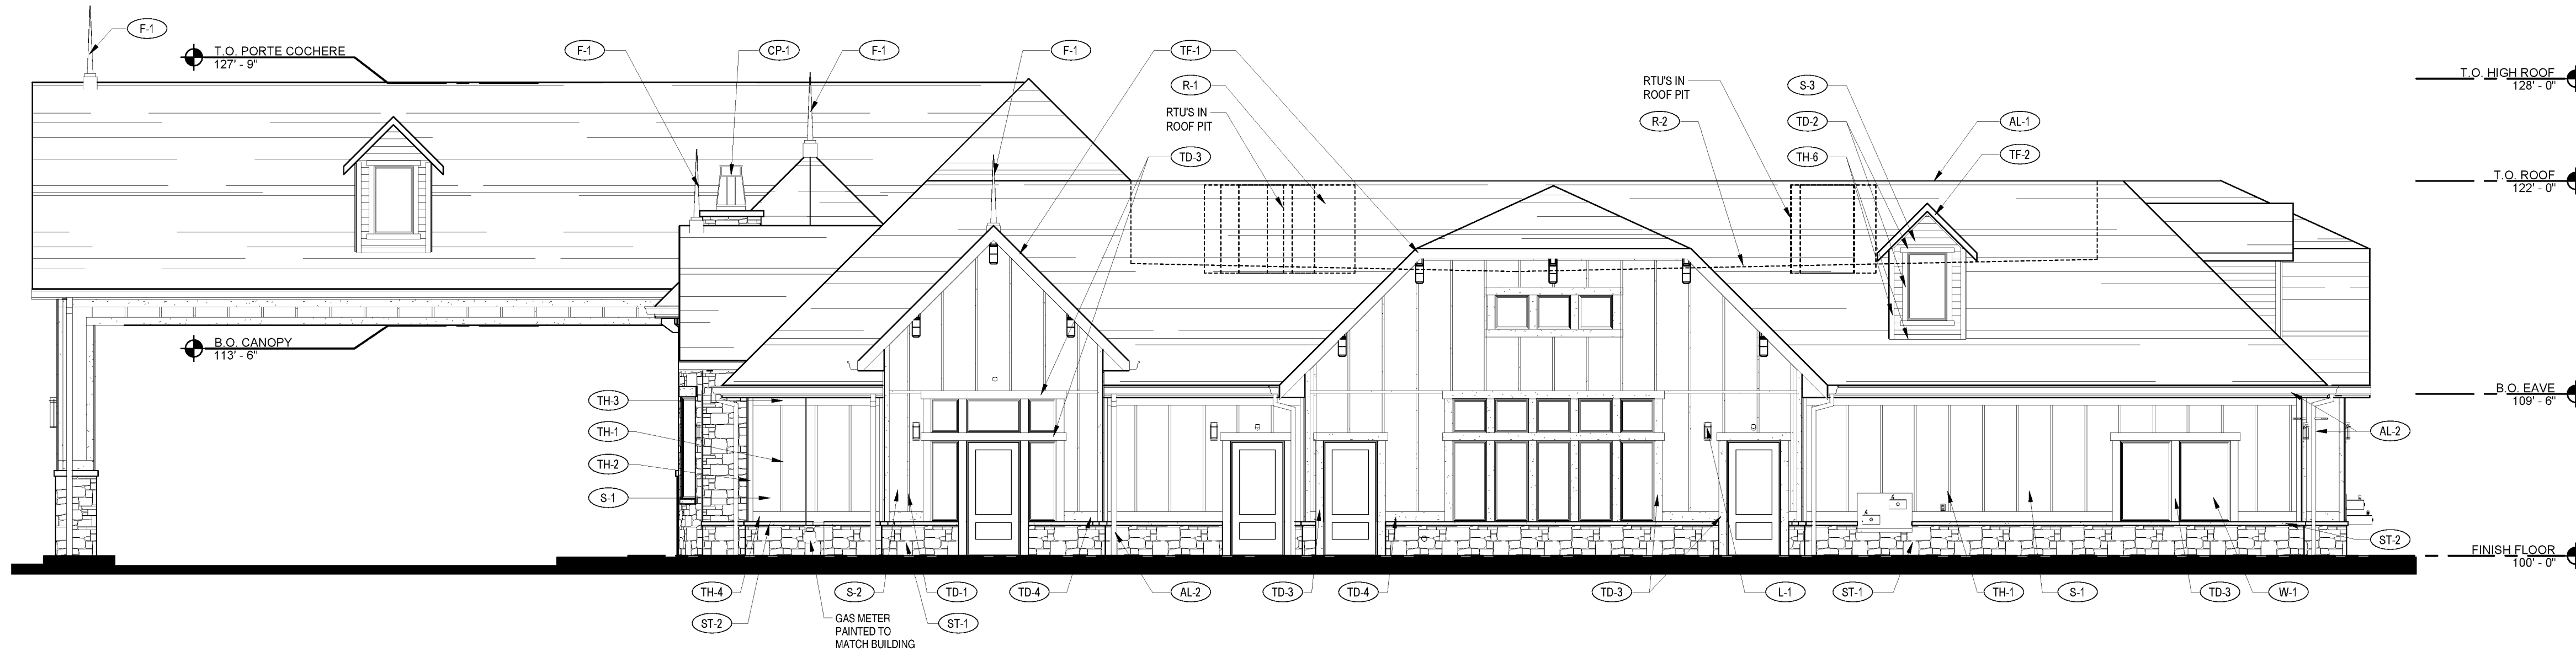 F-1
T.O. PORTE COCHERE
127' - 9"
F-1
CP-1
F-1
F-1
TF-1
R-1
RTU'S IN
ROOF PIT
TD-3
RTU'S IN
ROOF PIT
R-2
S-3
TD-2
TH-6
AL-1
TF-2
T.O. HIGH ROOF
128' - 0"
T.O. ROOF
122' - 0"
B.O. CANOPY
113' - 6"
B.O. EAVE
109' - 6"
TH-3
TH-1
TH-2
S-1
AL-2
ST-2
FINISH FLOOR
100' - 0"
TH-4
S-2
TD-1
TD-4
AL-2
TD-3
TD-4
TD-3
L-1
ST-1
TH-1
S-1
TD-3
W-1
ST-2
GAS METER
PAINTED TO
MATCH BUILDING
ST-1